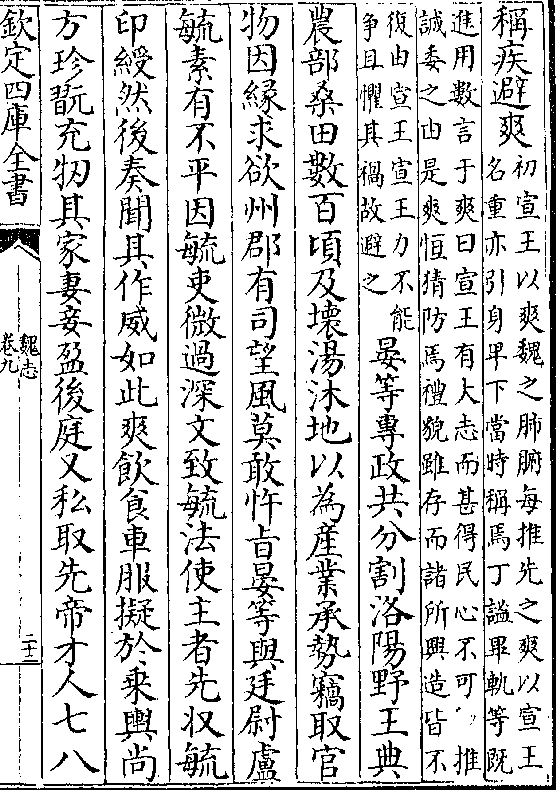 稱疾避爽
初宣王以爽魏之肺腑每推先之爽以宣王
名重亦引身卑下當時稱焉丁謐畢軌等既
進用數言于爽曰宣王有大志而甚得民心不可以推
誠委之由是爽恒猜防焉禮貌雖存而諸所興造皆不
復由宣王宣王力不能
爭且懼其禍故避之
晏等專政共分割洛陽野王典
農部桑田數百頃及壞湯沐地以為產業承勢竊取官
物因緣求欲州郡有司望風莫敢忤旨晏等與廷尉盧
毓素有不平因毓吏微過深文致毓法使主者先收毓
印綬然後奏聞其作威如此爽飲食車服擬於乘輿尚
方珍翫充牣其家妻妾盈後庭又私取先帝才人七八
欽定四庫全書
魏志
卷九
二十二